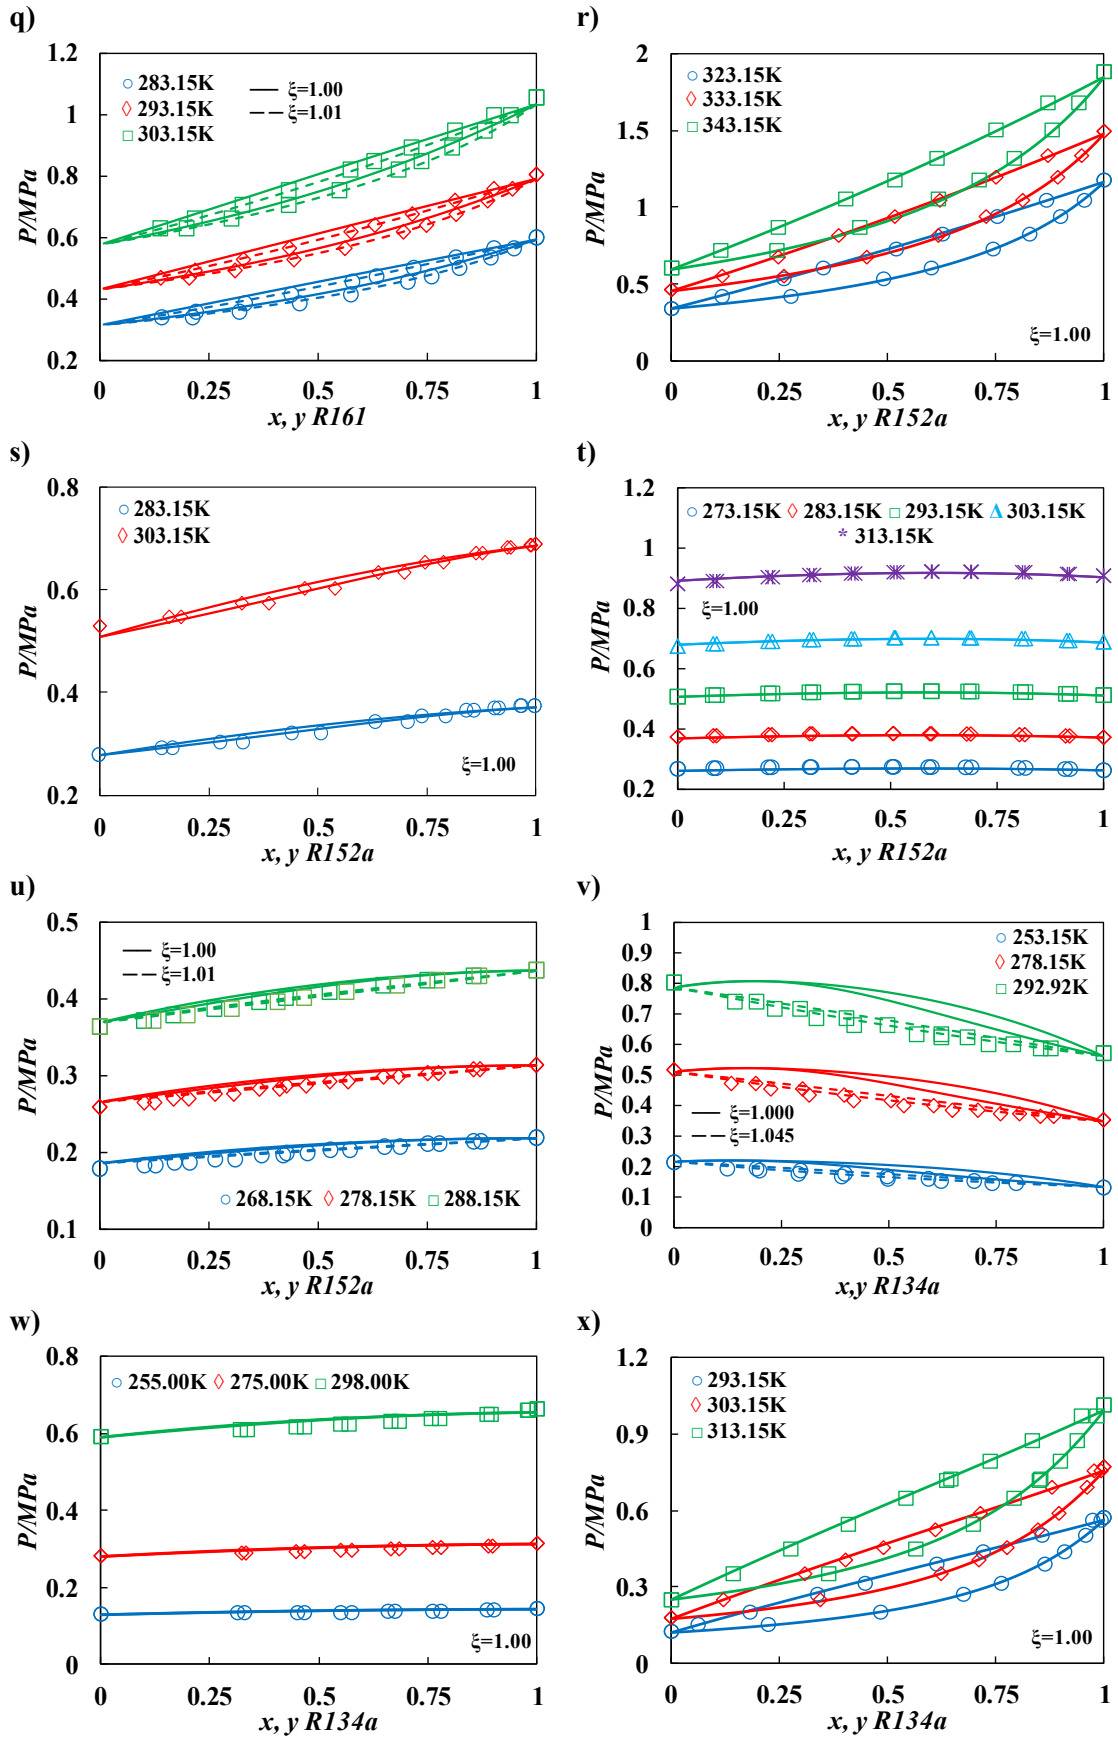 q)
1.2
1
0.8
0.6
0.4
0.2
P/MPa
283.15K
293.15K
303.15K
ξ=1.00
ξ=1.01
0 0.25 0.5 0.75 1
x, y R161
r)
2
1.5
1
0.5
0
P/MPa
323.15K
333.15K
343.15K
ξ=1.00
0 0.25 0.5 0.75 1
x, y R152a
s)
0.8
0.6
0.4
0.2
P/MPa
283.15K
303.15K
ξ=1.00
0 0.25 0.5 0.75 1
x, y R152a
t)
1.2
1
0.8
0.6
0.4
0.2
P/MPa
273.15K 283.15K 293.15K 303.15K
313.15K
ξ=1.00
0 0.25 0.5 0.75 1
x, y R152a
u)
0.5
0.4
0.3
0.2
0.1
P/MPa
ξ=1.00
ξ=1.01
268.15K 278.15K 288.15K
0 0.25 0.5 0.75 1
x, y R152a
v)
1
0.9
0.8
0.7
0.6
0.5
0.4
0.3
0.2
0.1
0
P/MPa
253.15K
278.15K
292.92K
ξ=1.000
ξ=1.045
0 0.25 0.5 0.75 1
x,y R134a
w)
0.8
0.6
0.4
0.2
0
P/MPa
255.00K 275.00K 298.00K
ξ=1.00
0 0.25 0.5 0.75 1
x, y R134a
x)
1.2
0.9
0.6
0.3
0
P/MPa
293.15K
303.15K
313.15K
ξ=1.00
0 0.25 0.5 0.75 1
x, y R134a